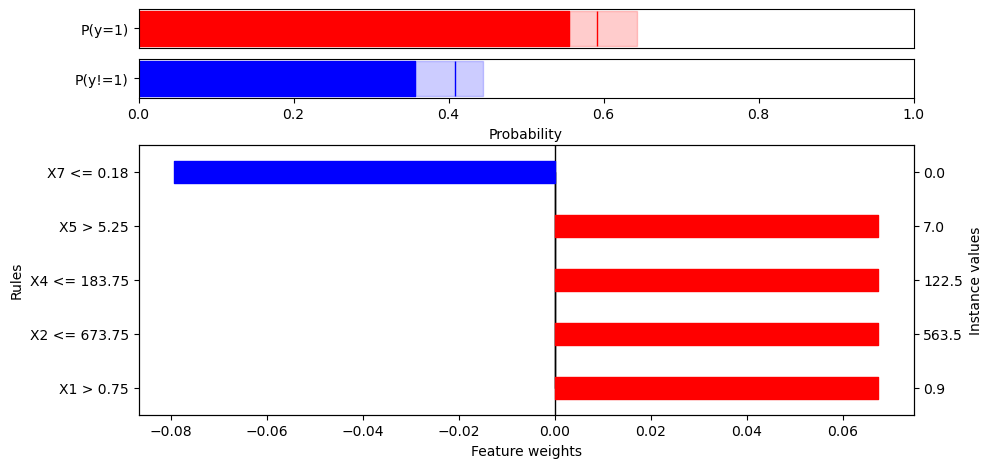 P(y=1)
P(y!=1)
0.0 0.2 0.4 0.6 0.8 1.0
Probability
Rules
X7 <= 0.18 0.0
X5 > 5.25 7.0
X4 <= 183.75 122.5
X2 <= 673.75 563.5
X1 > 0.75 0.9
Instance values
−0.08 −0.06 −0.04 −0.02 0.00 0.02 0.04 0.06
Feature weights